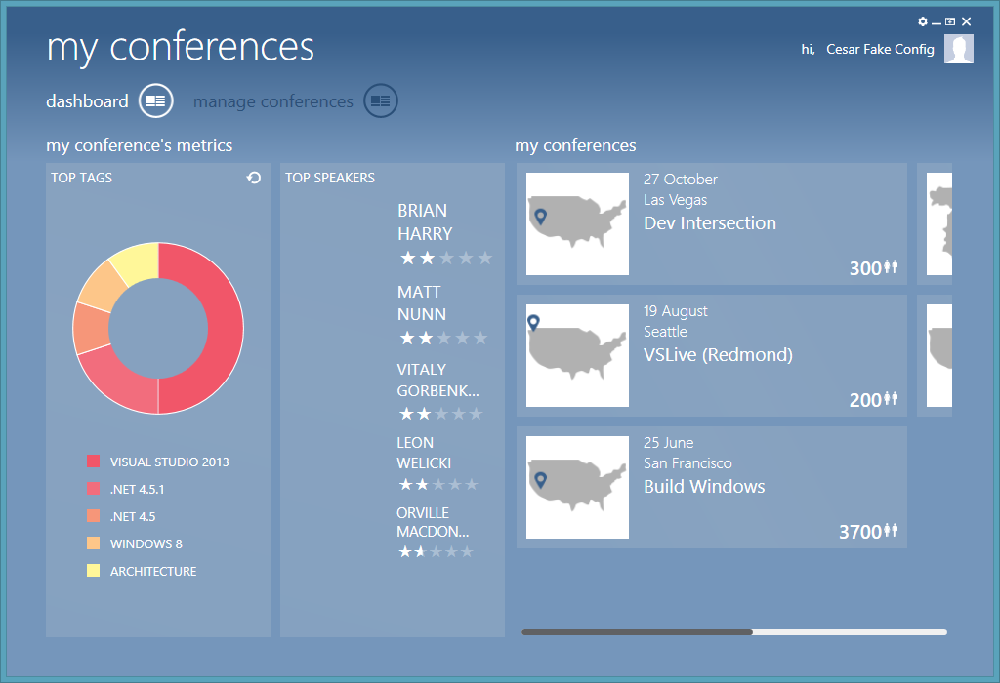 my conferences
hi, Cesar Fake Config
dashboard
manage conferences
my conference's metrics
TOP TAGS
VISUAL STUDIO 2013
.NET 4.5.1
.NET 4.5
WINDOWS 8
ARCHITECTURE
TOP SPEAKERS
BRIAN
HARRY
MATT
NUNN
VITALY
GORBENK...
LEON
WELICKI
ORVILLE
MACDON...
my conferences
27 October
Las Vegas
Dev Intersection
300
19 August
Seattle
VSLive (Redmond)
200
25 June
San Francisco
Build Windows
3700